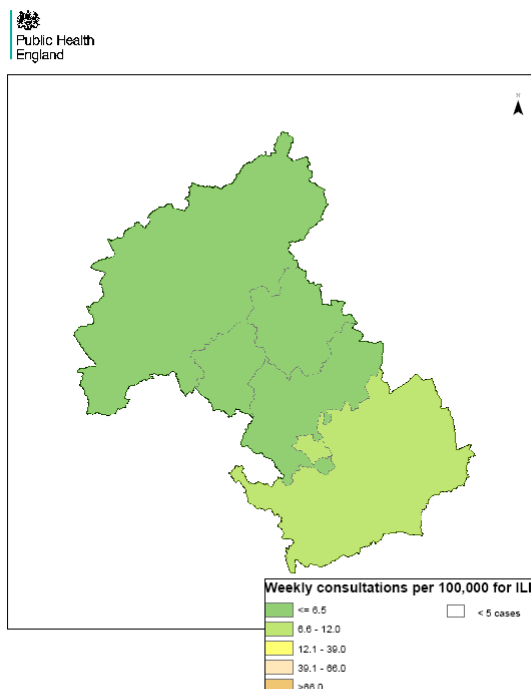 Public Health
England
N
Weekly consultations per 100,000 for ILI
<= 6.5
< 5 cases
6.6 - 12.0
12.1 - 39.0
39.1 - 66.0
>66.0